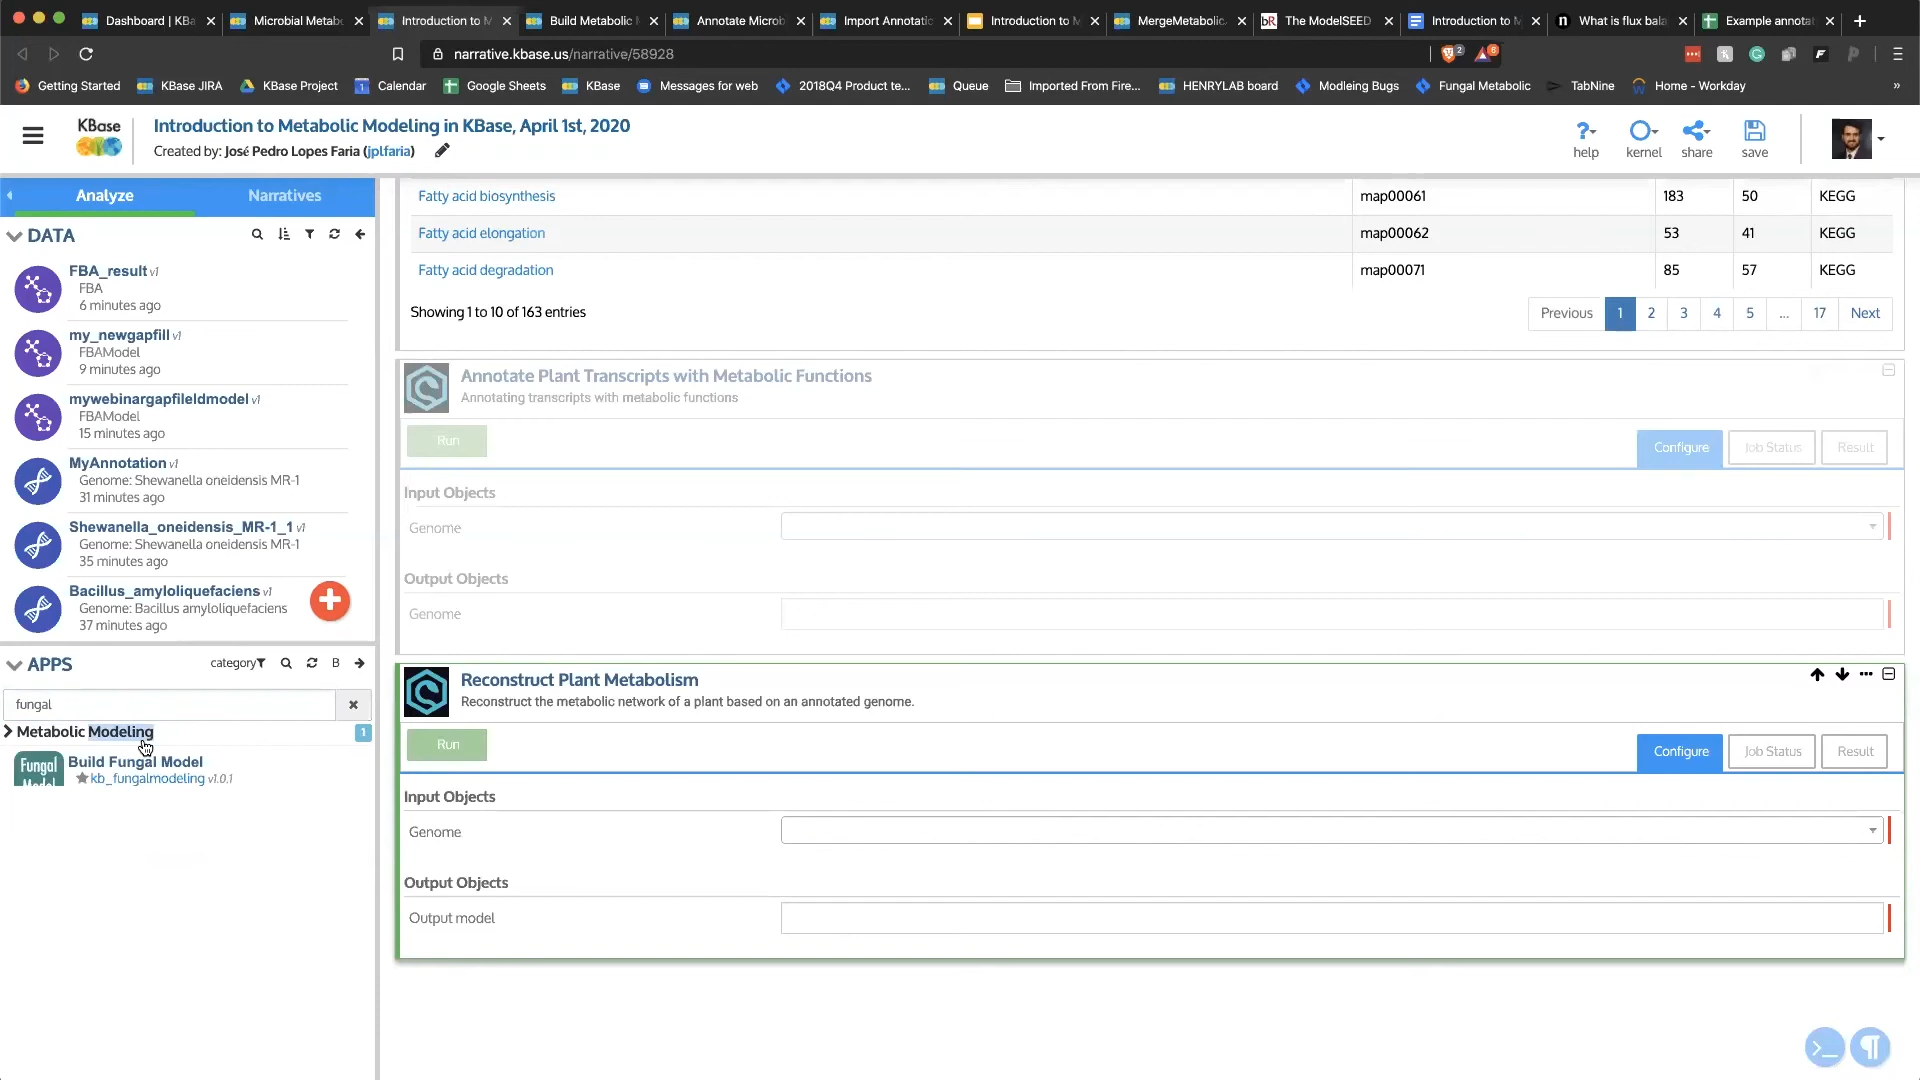 Dashboard | KBa
Microbial Metab
Introduction to M
Build Metabolic
Annotate Microb
Import Annotatic
Introduction to M
MergeMetabolic
The ModelSEED
Introduction to M
What is flux bala
Example annotat
narrative.kbase.us/narrative/58928
Getting Started
KBase JIRA
KBase Project
Calendar
Google Sheets
KBase
Messages for web
2018Q4 Product te...
Queue
Imported From Fire...
HENRYLAB board
Modleing Bugs
Fungal Metabolic
TabNine
Home - Workday
KBase
Introduction to Metabolic Modeling in KBase, April 1st, 2020
Created by: José Pedro Lopes Faria (jplfaria)
help
kernel
share
save
Analyze
Narratives
DATA
FBA_result v1
FBA
6 minutes ago
my_newgapfill v1
FBAModel
9 minutes ago
mywebinargapfileldmodel v1
FBAModel
15 minutes ago
MyAnnotation v1
Genome: Shewanella oneidensis MR-1
31 minutes ago
Shewanella_oneidensis_MR-1_1 v1
Genome: Shewanella oneidensis MR-1
35 minutes ago
Bacillus_amyloliquefaciens v1
Genome: Bacillus amyloliquefaciens
37 minutes ago
APPS
category
B
fungal
Metabolic Modeling
1
Fungal
Build Fungal Model
kb_fungalmodeling v1.0.1
Fatty acid biosynthesis map00061 183 50 KEGG
Fatty acid elongation map00062 53 41 KEGG
Fatty acid degradation map00071 85 57 KEGG
Showing 1 to 10 of 163 entries
Previous 1 2 3 4 5 ... 17 Next
Annotate Plant Transcripts with Metabolic Functions
Annotating transcripts with metabolic functions
Run
Configure
Job Status
Result
Input Objects
Genome
Output Objects
Genome
Reconstruct Plant Metabolism
Reconstruct the metabolic network of a plant based on an annotated genome.
Run
Configure
Job Status
Result
Input Objects
Genome
Output Objects
Output model